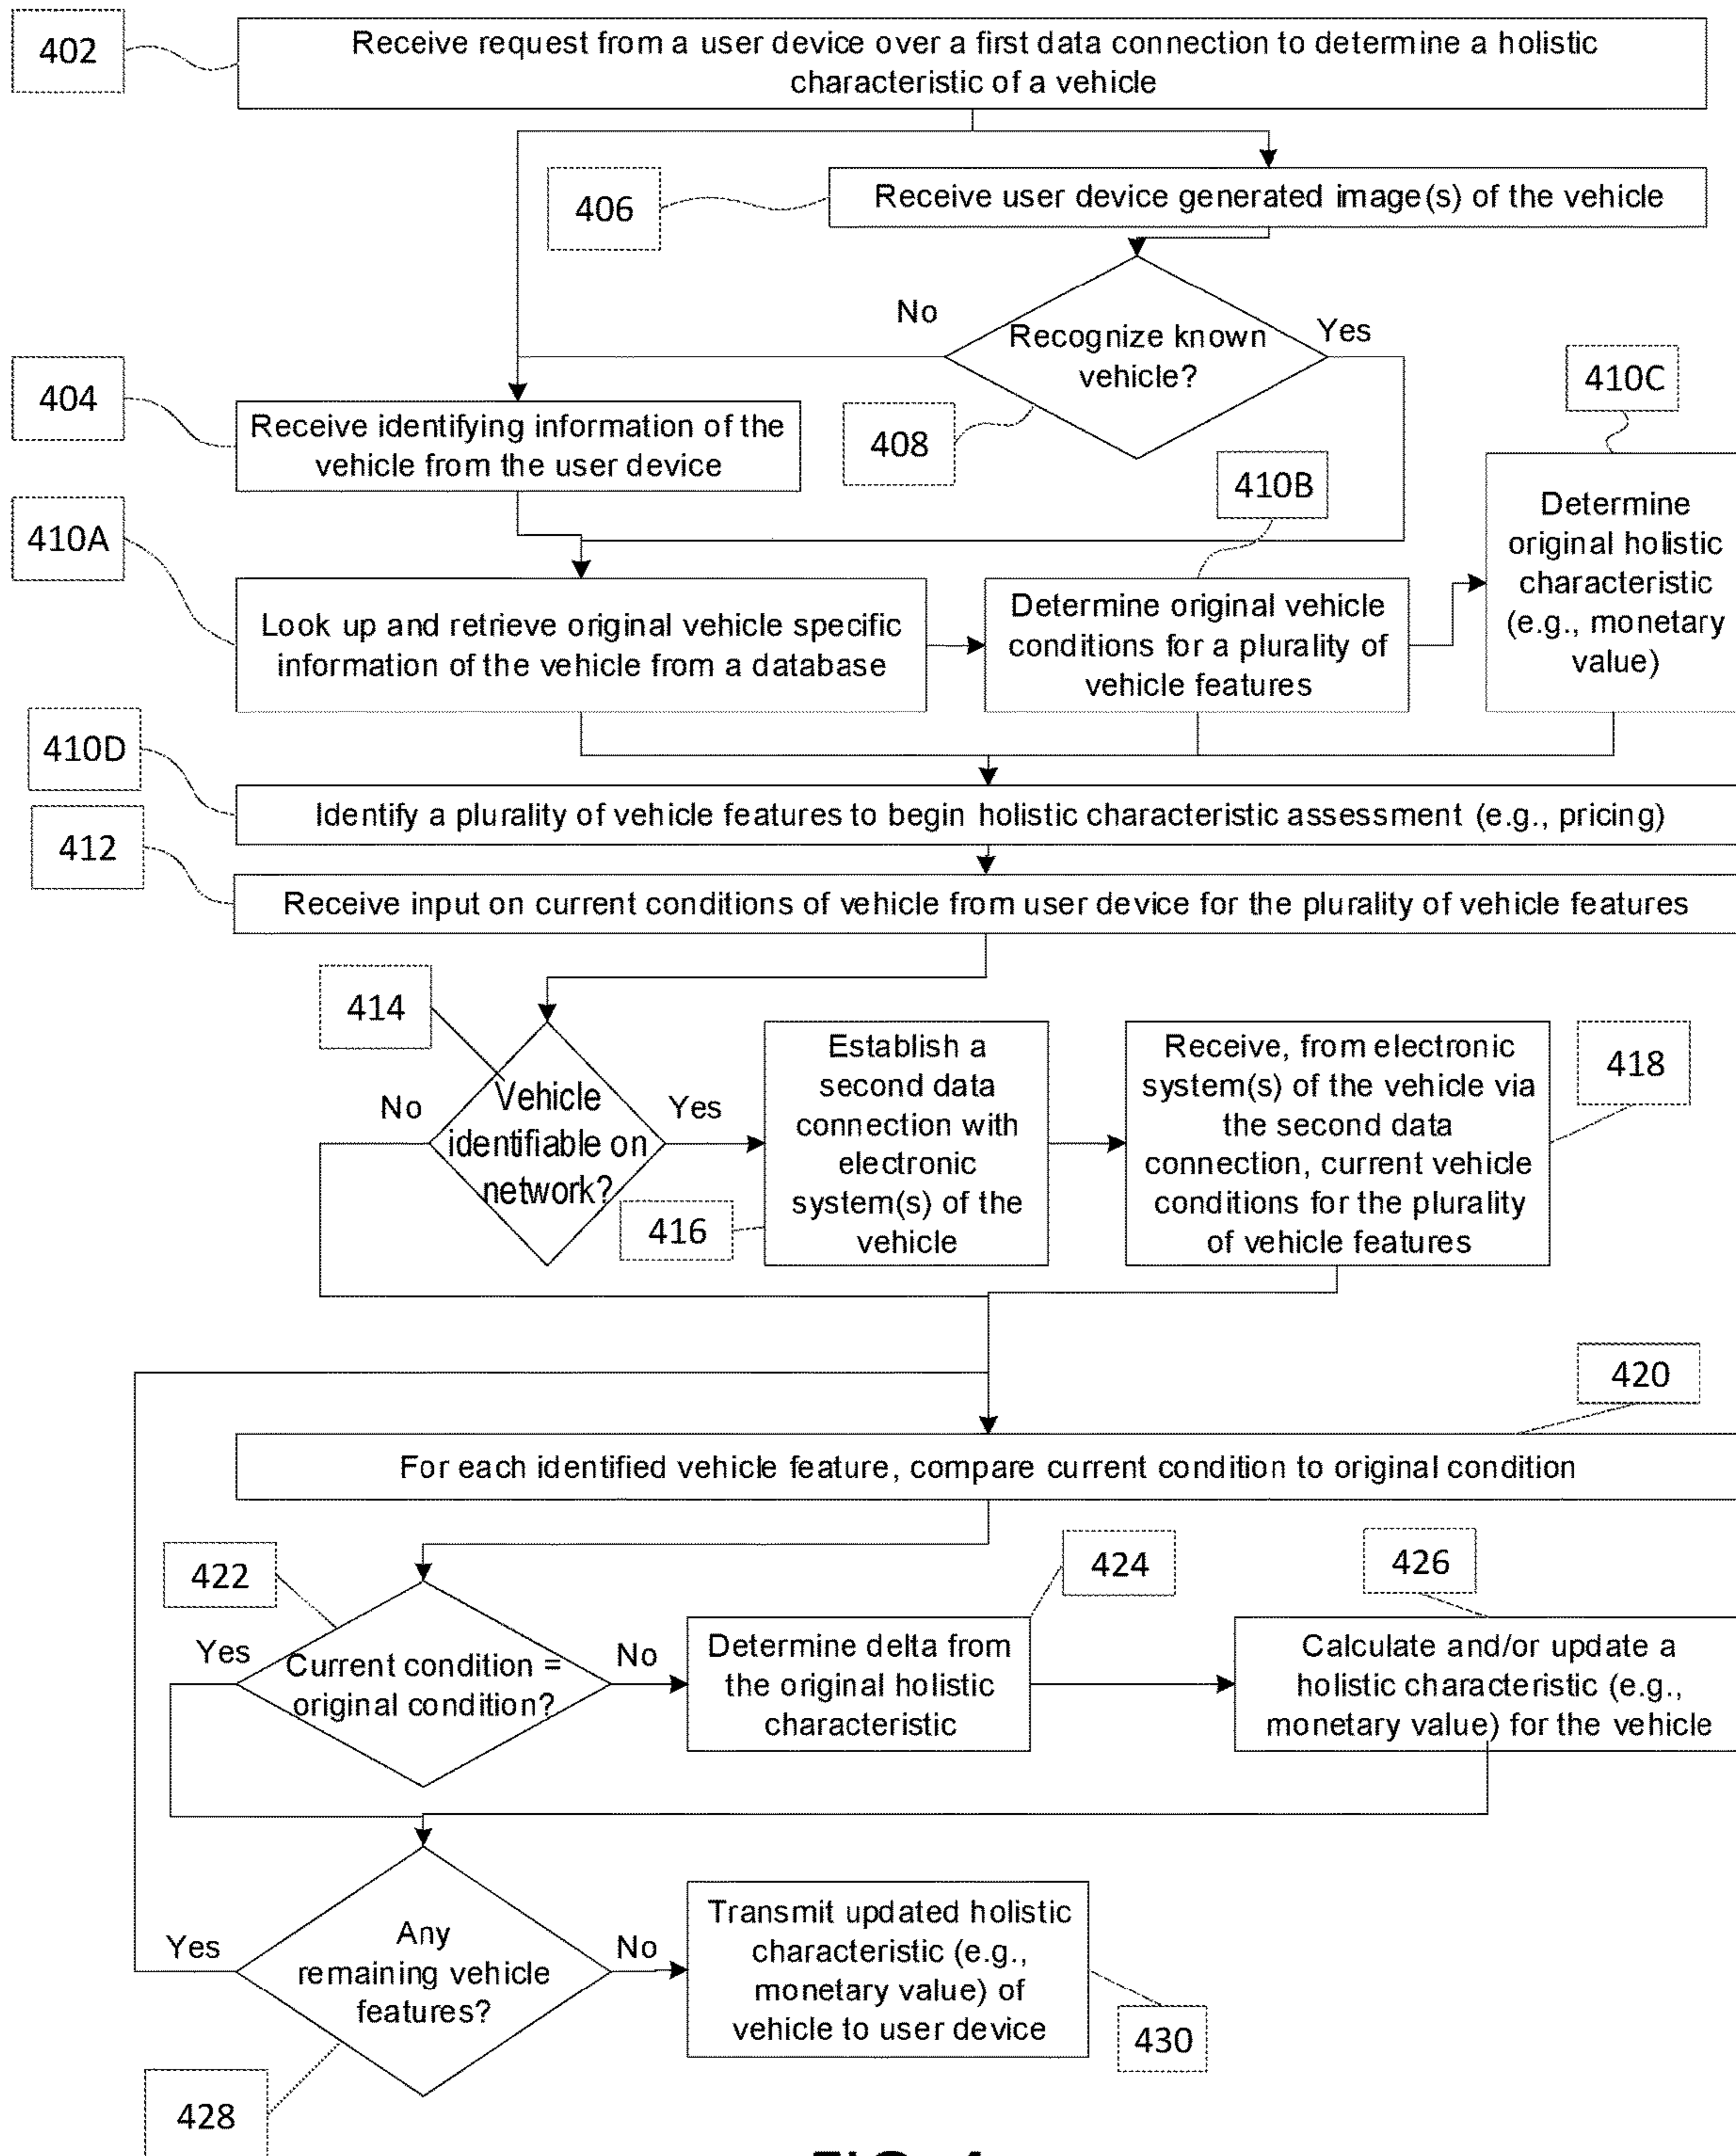 402
Receive request from a user device over a first data connection to determine a holistic
characteristic of a vehicle
406
Receive user device generated image(s) of the vehicle
No
Recognize known
vehicle?
Yes
408
404
Receive identifying information of the
vehicle from the user device
410C
410B
410A
Look up and retrieve original vehicle specific
information of the vehicle from a database
Determine original vehicle
conditions for a plurality of
vehicle features
Determine
original holistic
characteristic
(e.g., monetary
value)
410D
Identify a plurality of vehicle features to begin holistic characteristic assessment (e.g., pricing)
412
Receive input on current conditions of vehicle from user device for the plurality of vehicle features
414
No
Vehicle
identifiable on
network?
Yes
416
Establish a
second data
connection with
electronic
system(s) of the
vehicle
Receive, from electronic
system(s) of the vehicle via
the second data
connection, current vehicle
conditions for the plurality
of vehicle features
418
420
For each identified vehicle feature, compare current condition to original condition
422
Yes
Current condition =
original condition?
No
424
Determine delta from
the original holistic
characteristic
426
Calculate and/or update a
holistic characteristic (e.g.,
monetary value) for the vehicle
Yes
Any
remaining vehicle
features?
No
Transmit updated holistic
characteristic (e.g.,
monetary value) of
vehicle to user device
430
428